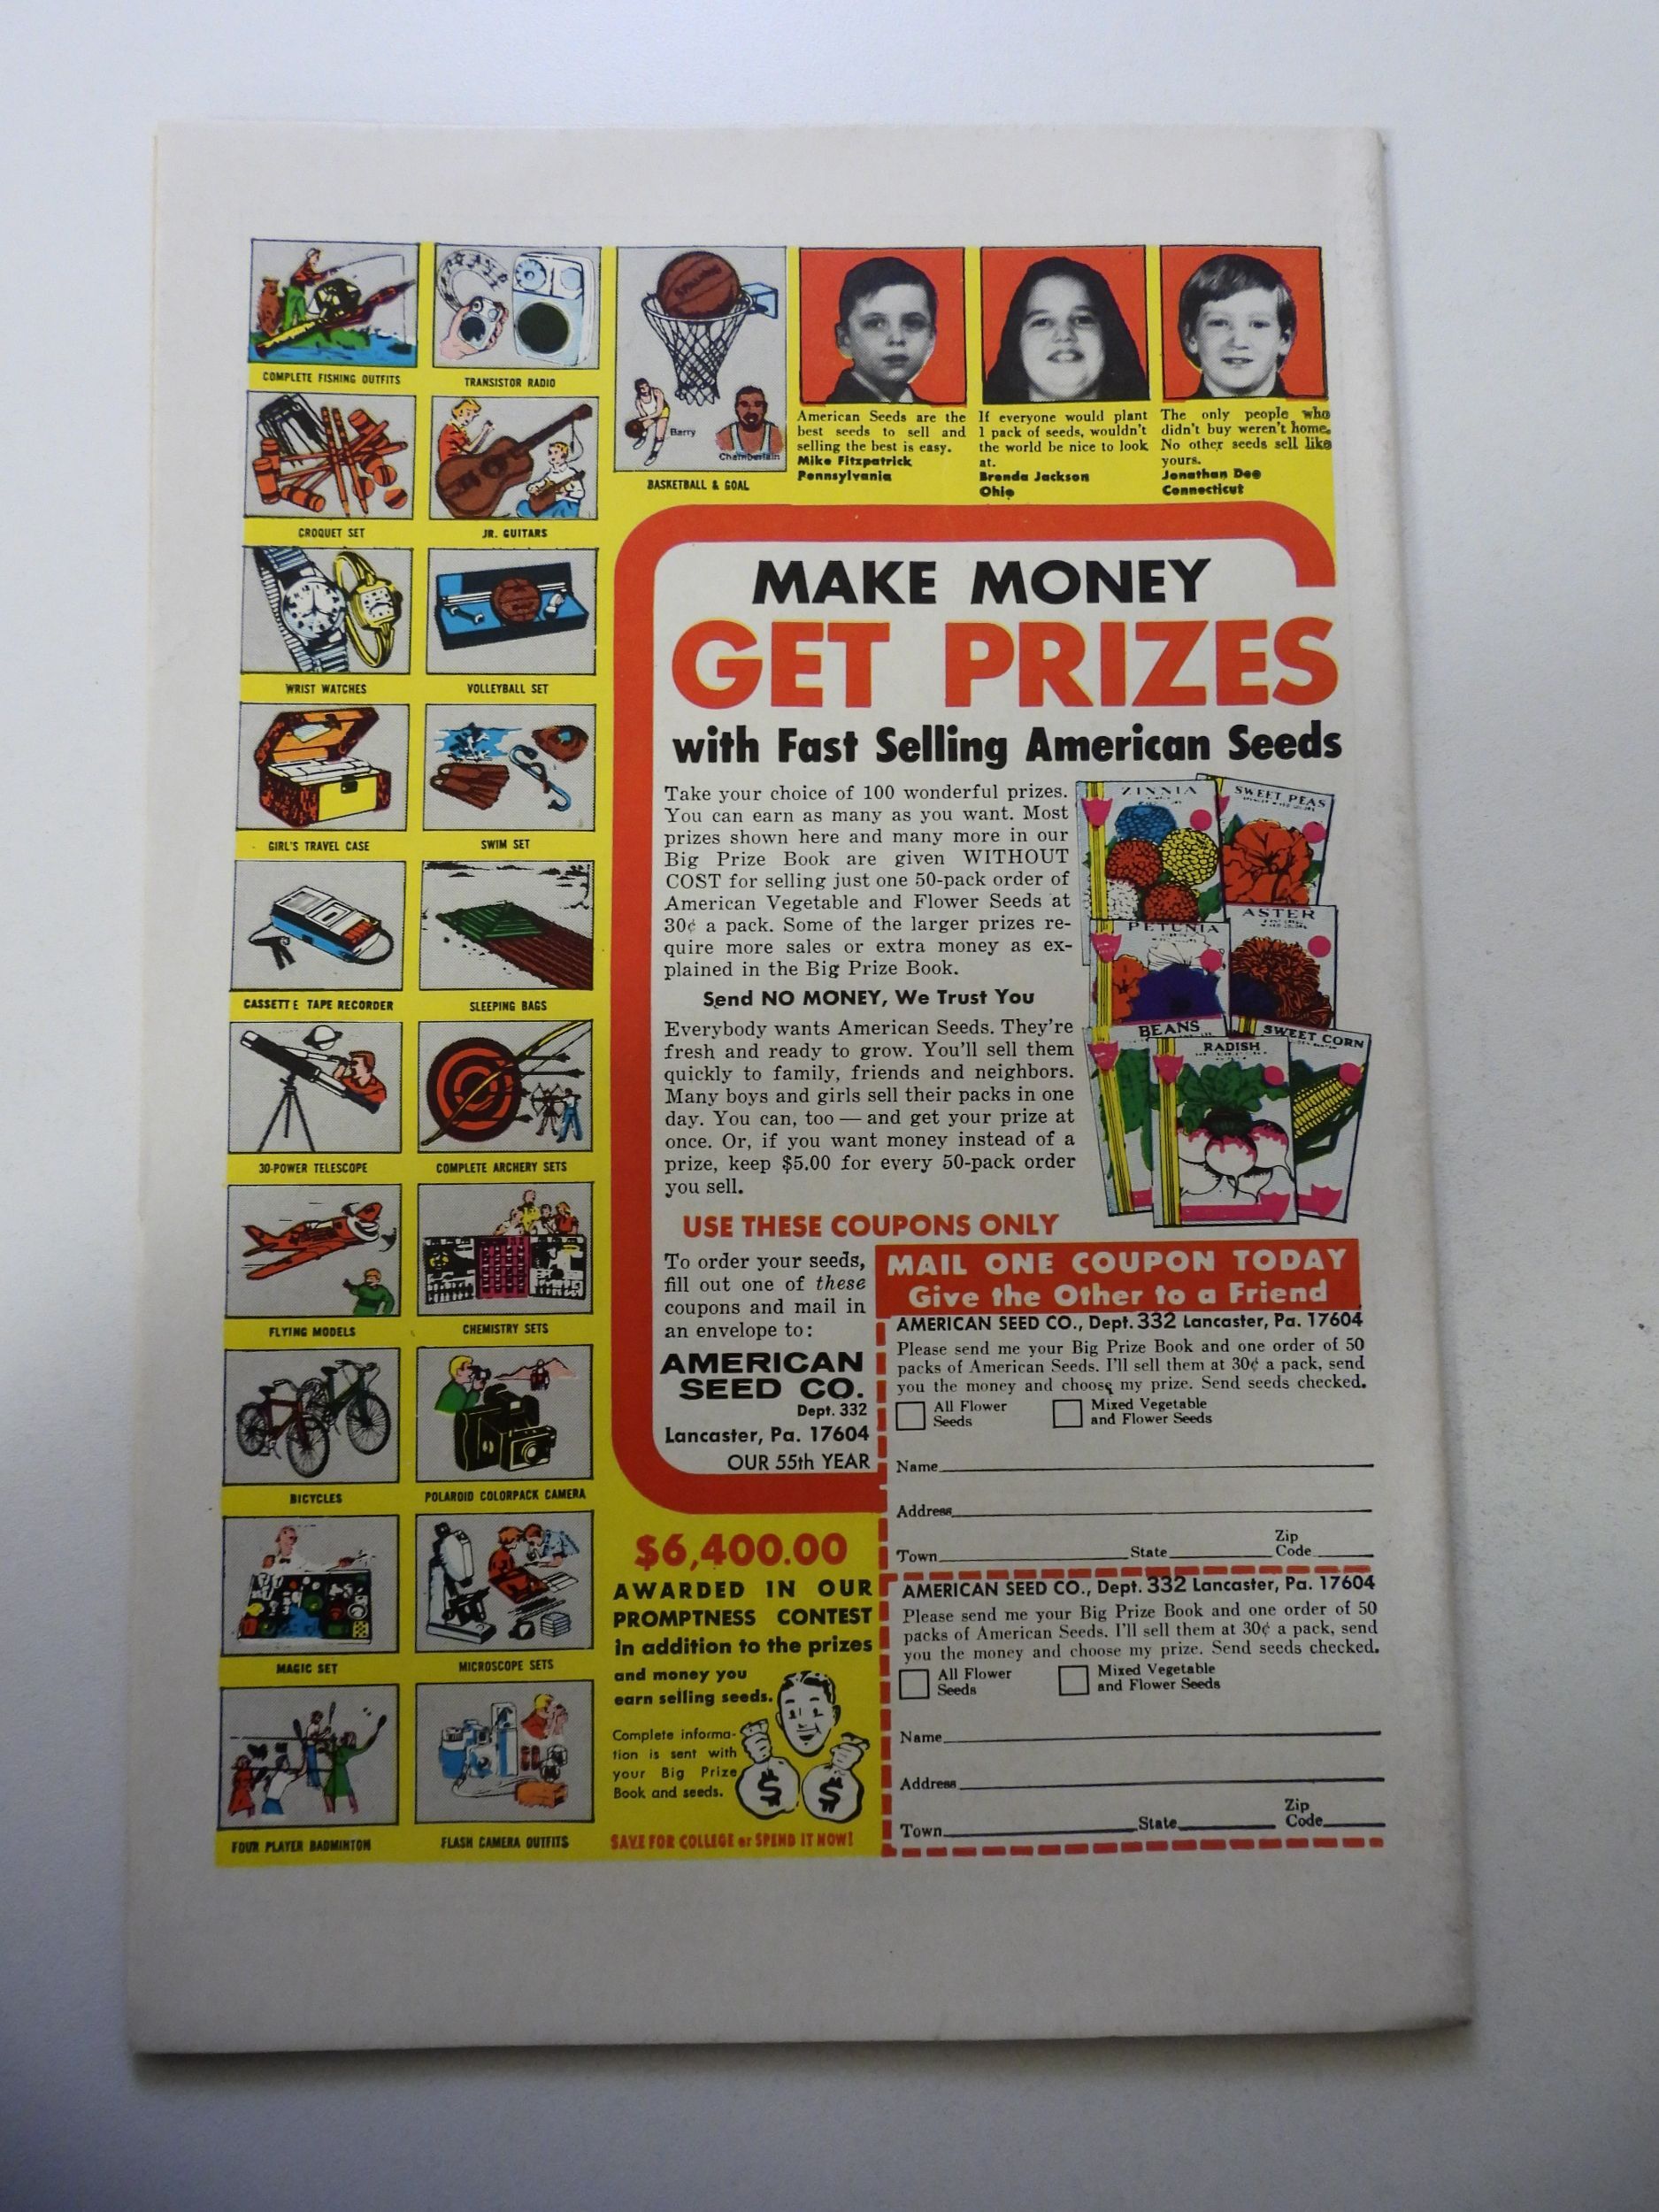 COMPLETE FISHING OUTFITS
TRANSISTOR RADIO
SPALDING
Barry
Chamberlain
BASKETBALL & GOAL
American Seeds are the
best seeds to sell and
selling the best is easy.
Mike Fitzpatrick
Pennsylvania
If everyone would plant
1 pack of seeds, wouldn't
the world be nice to look
at.
Brenda Jackson
Ohio
The only people who
didn't buy weren't home.
No other seeds sell like
yours.
Jonathan Dee
Connecticut
CROQUET SET
JR. GUITARS
WRIST WATCHES
VOLLEYBALL SET
GIRL'S TRAVEL CASE
SWIM SET
CASSETTE TAPE RECORDER
SLEEPING BAGS
30-POWER TELESCOPE
COMPLETE ARCHERY SETS
FLYING MODELS
CHEMISTRY SETS
BICYCLES
POLAROID COLORPACK CAMERA
MAGIC SET
MICROSCOPE SETS
FOUR PLAYER BADMINTON
FLASH CAMERA OUTFITS
MAKE MONEY
GET PRIZES
with Fast Selling American Seeds
Take your choice of 100 wonderful prizes.
You can earn as many as you want. Most
prizes shown here and many more in our
Big Prize Book are given WITHOUT
COST for selling just one 50-pack order of
American Vegetable and Flower Seeds at
30¢ a pack. Some of the larger prizes re-
quire more sales or extra money as ex-
plained in the Big Prize Book.
Send NO MONEY, We Trust You
Everybody wants American Seeds. They're
fresh and ready to grow. You'll sell them
quickly to family, friends and neighbors.
Many boys and girls sell their packs in one
day. You can, too — and get your prize at
once. Or, if you want money instead of a
prize, keep $5.00 for every 50-pack order
you sell.
ZINNIA
SWEET PEAS
PETUNIA
ASTER
BEANS
RADISH
SWEET CORN
USE THESE COUPONS ONLY
To order your seeds,
fill out one of these
coupons and mail in
an envelope to:
AMERICAN
SEED CO.
Dept. 332
Lancaster, Pa. 17604
OUR 55th YEAR
MAIL ONE COUPON TODAY
Give the Other to a Friend
AMERICAN SEED CO., Dept. 332 Lancaster, Pa. 17604
Please send me your Big Prize Book and one order of 50
packs of American Seeds. I'll sell them at 30¢ a pack, send
you the money and choose my prize. Send seeds checked.
All Flower
Seeds
Mixed Vegetable
and Flower Seeds
Name
Address
Town State Zip
Code
AMERICAN SEED CO., Dept. 332 Lancaster, Pa. 17604
Please send me your Big Prize Book and one order of 50
packs of American Seeds. I'll sell them at 30¢ a pack, send
you the money and choose my prize. Send seeds checked.
All Flower
Seeds
Mixed Vegetable
and Flower Seeds
Name
Address
Town State Zip
Code
$6,400.00
AWARDED IN OUR
PROMPTNESS CONTEST
in addition to the prizes
and money you
earn selling seeds.
Complete informa-
tion is sent with
your Big Prize
Book and seeds.
$ $
SAVE FOR COLLEGE or SPEND IT NOW!